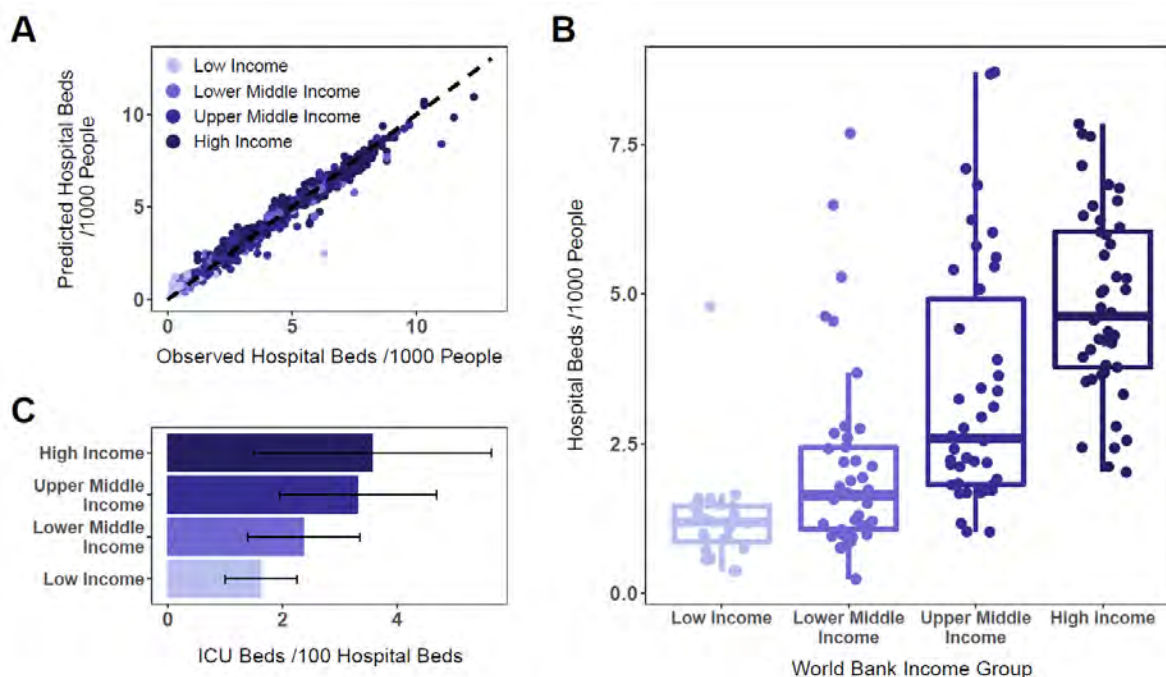 A
Predicted Hospital Beds
/1000 People
10
5
0
Low Income
Lower Middle Income
Upper Middle Income
High Income
0
5
10
Observed Hospital Beds /1000 People
B
Hospital Beds /1000 People
7.5
5.0
2.5
0.0
Low Income
Lower Middle
Income
Upper Middle
Income
High Income
World Bank Income Group
C
High Income
Upper Middle
Income
Lower Middle
Income
Low Income
0
2
4
ICU Beds /100 Hospital Beds